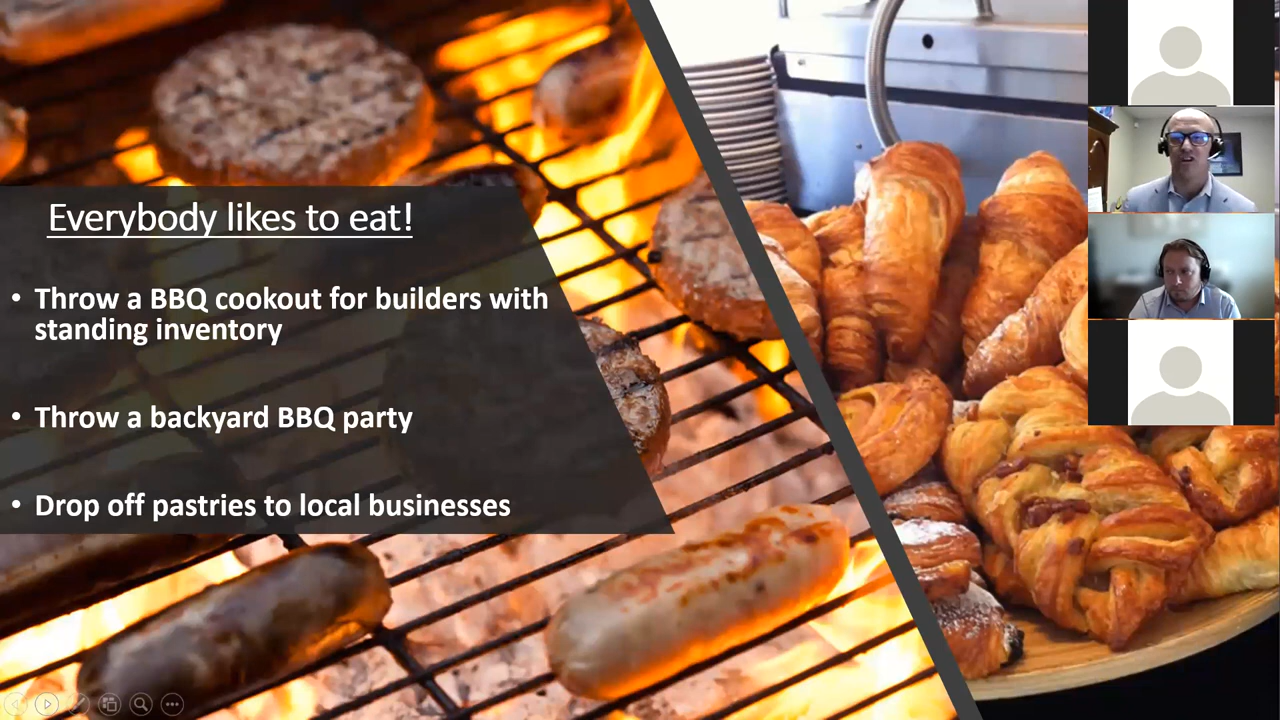 Everybody likes to eat!
• Throw a BBQ cookout for builders with
standing inventory
• Throw a backyard BBQ party
• Drop off pastries to local businesses